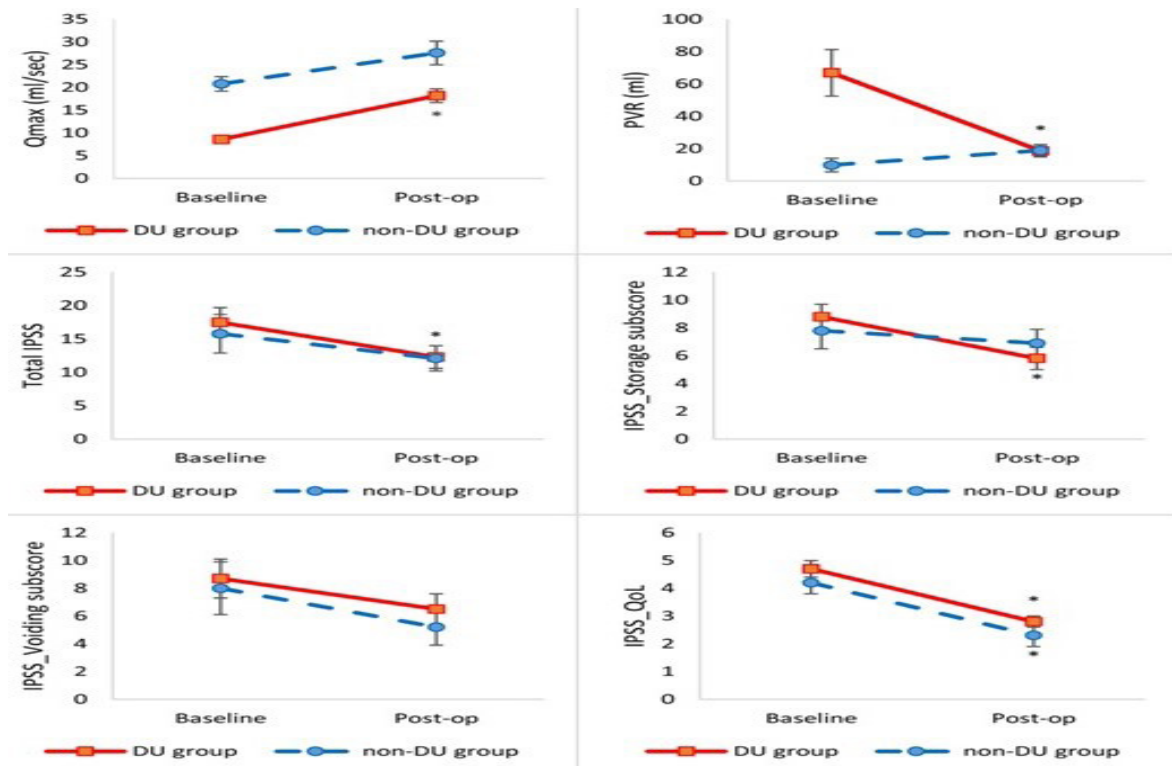 Qmax (ml/sec)
35
30
25
20
15
10
5
0
*
Baseline Post-op
DU group non-DU group
PVR (ml)
100
80
60
40
20
0
*
Baseline Post-op
DU group non-DU group
Total IPSS
25
20
15
10
5
0
*
Baseline Post-op
DU group non-DU group
IPSS_Storage subscore
12
10
8
6
4
2
0
*
Baseline Post-op
DU group non-DU group
IPSS_Voiding subscore
12
10
8
6
4
2
0
Baseline Post-op
DU group non-DU group
IPSS_QoL
6
5
4
3
2
1
0
*
*
Baseline Post-op
DU group non-DU group